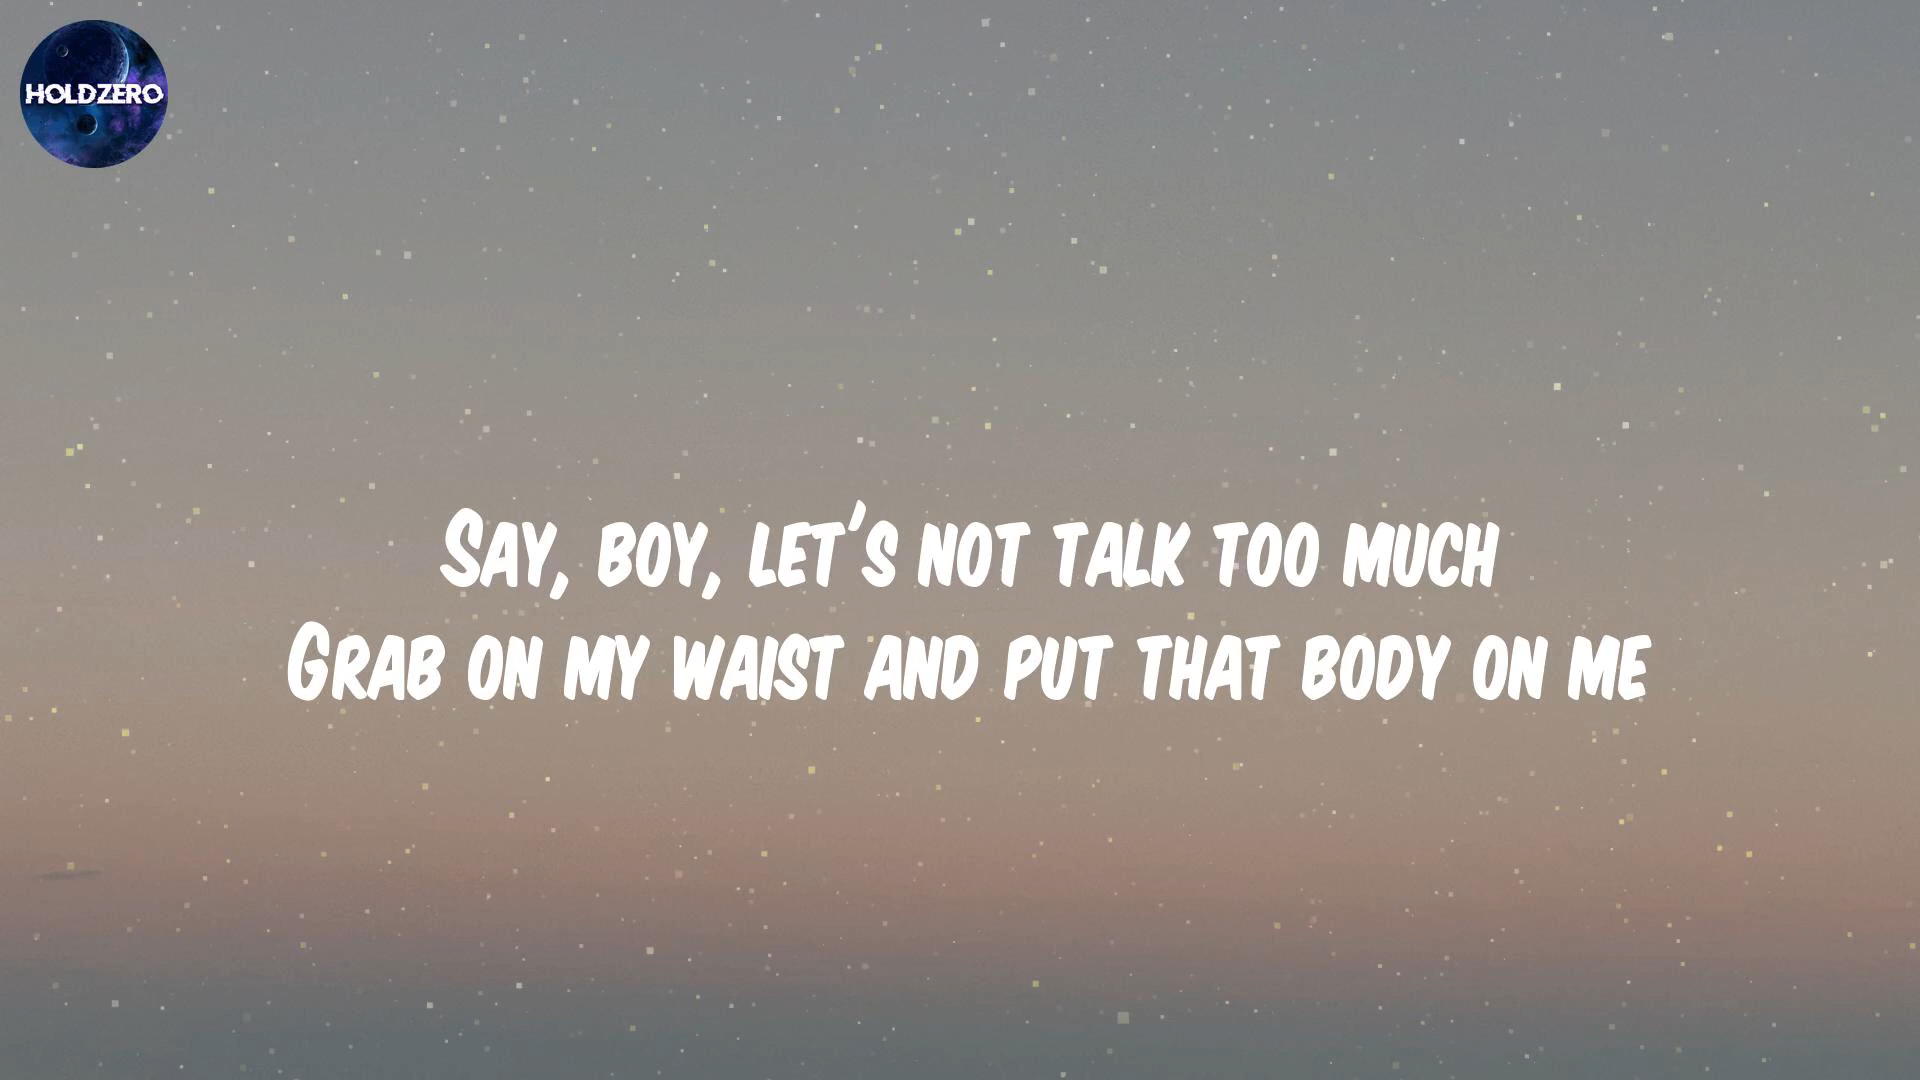 HOLDZERO
Say, boy, let's not talk too much
Grab on my waist and put that body on me